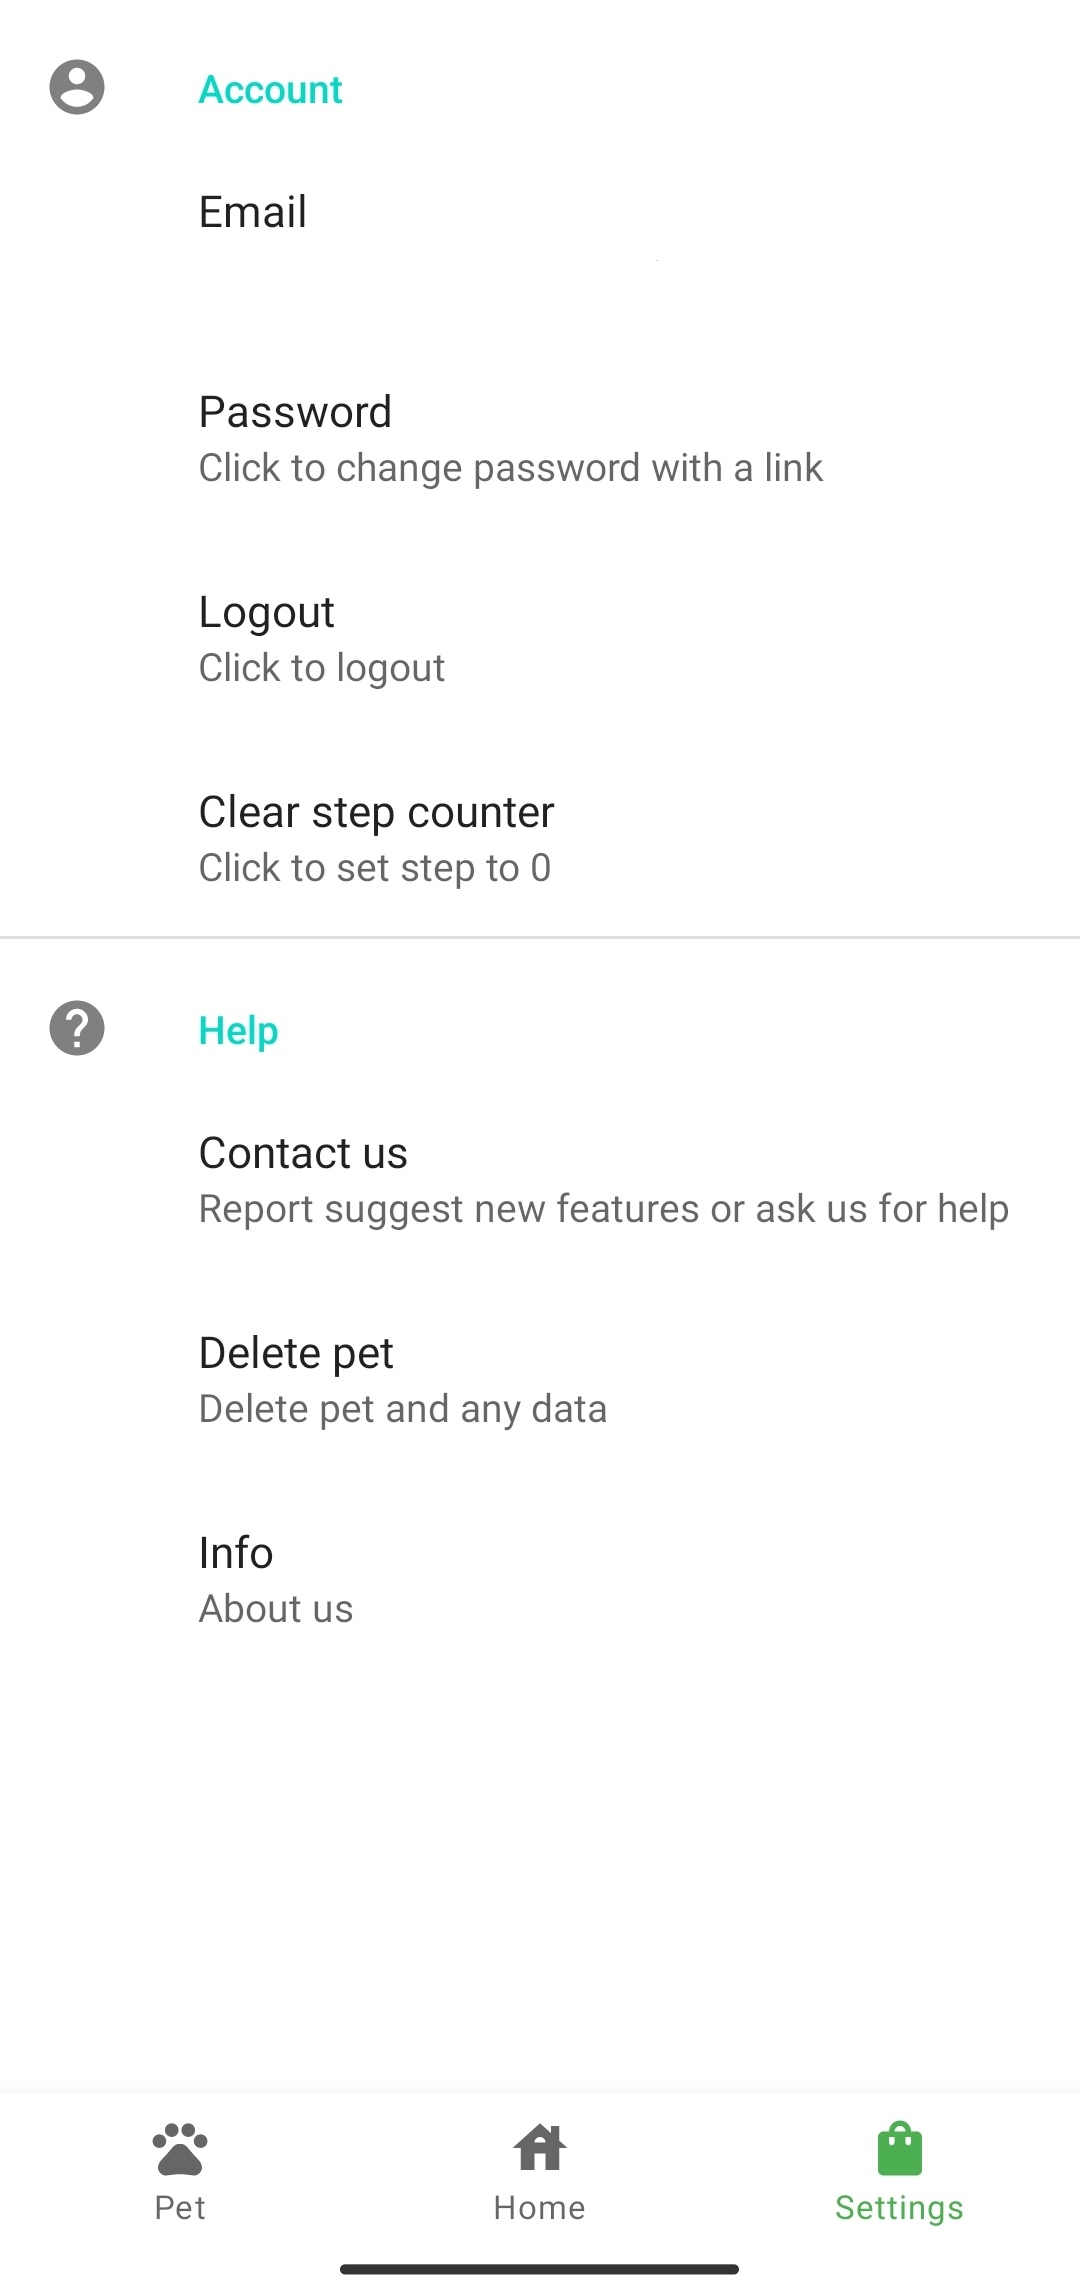 Account
Email
Password
Click to change password with a link
Logout
Click to logout
Clear step counter
Click to set step to 0
Help
Contact us
Report suggest new features or ask us for help
Delete pet
Delete pet and any data
Info
About us
Pet
Home
Settings